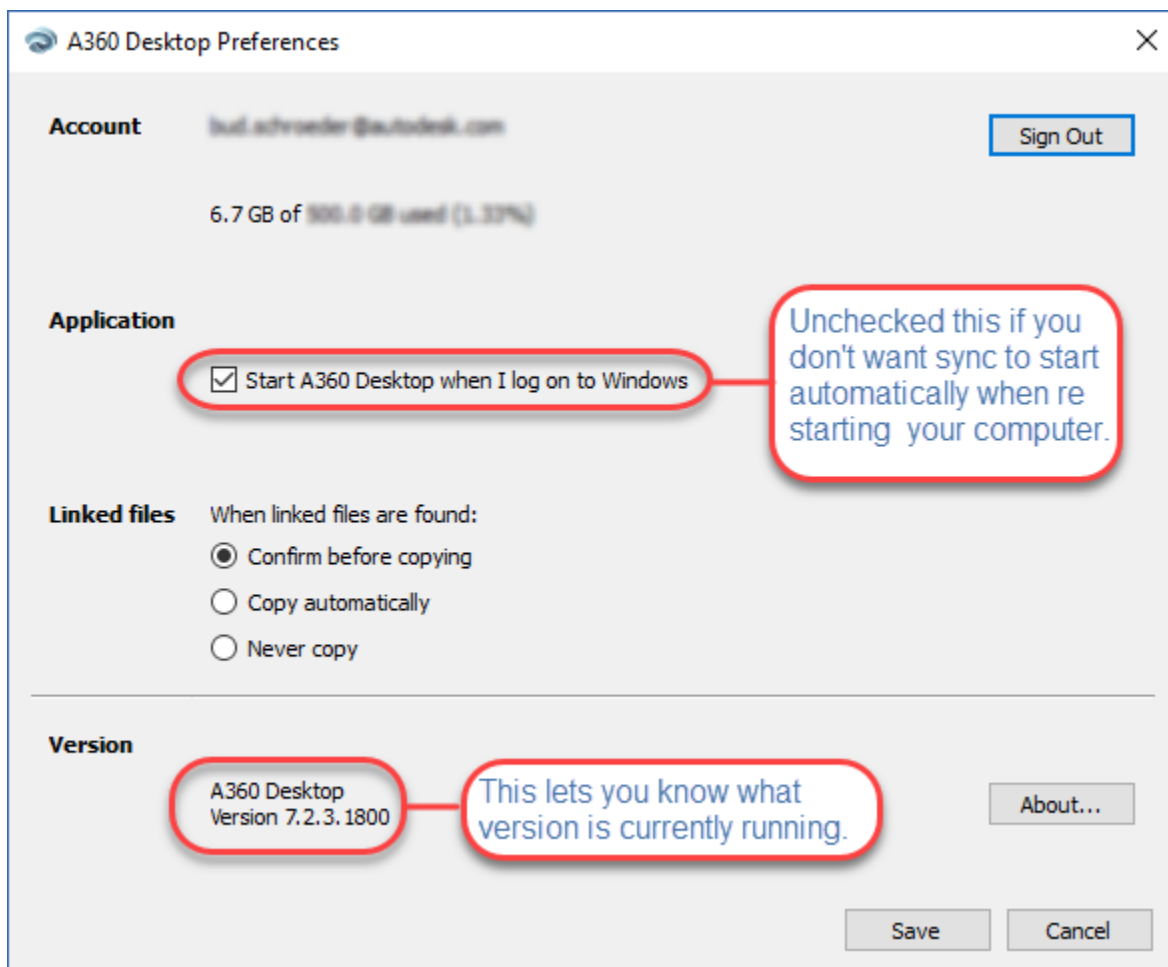 A360 Desktop Preferences
Account
Sign Out
6.7 GB of
Application
Start A360 Desktop when I log on to Windows
Unchecked this if you
don't want sync to start
automatically when re
starting your computer.
Linked files
When linked files are found:
Confirm before copying
Copy automatically
Never copy
Version
A360 Desktop
Version 7.2.3.1800
This lets you know what
version is currently running.
About...
Save
Cancel